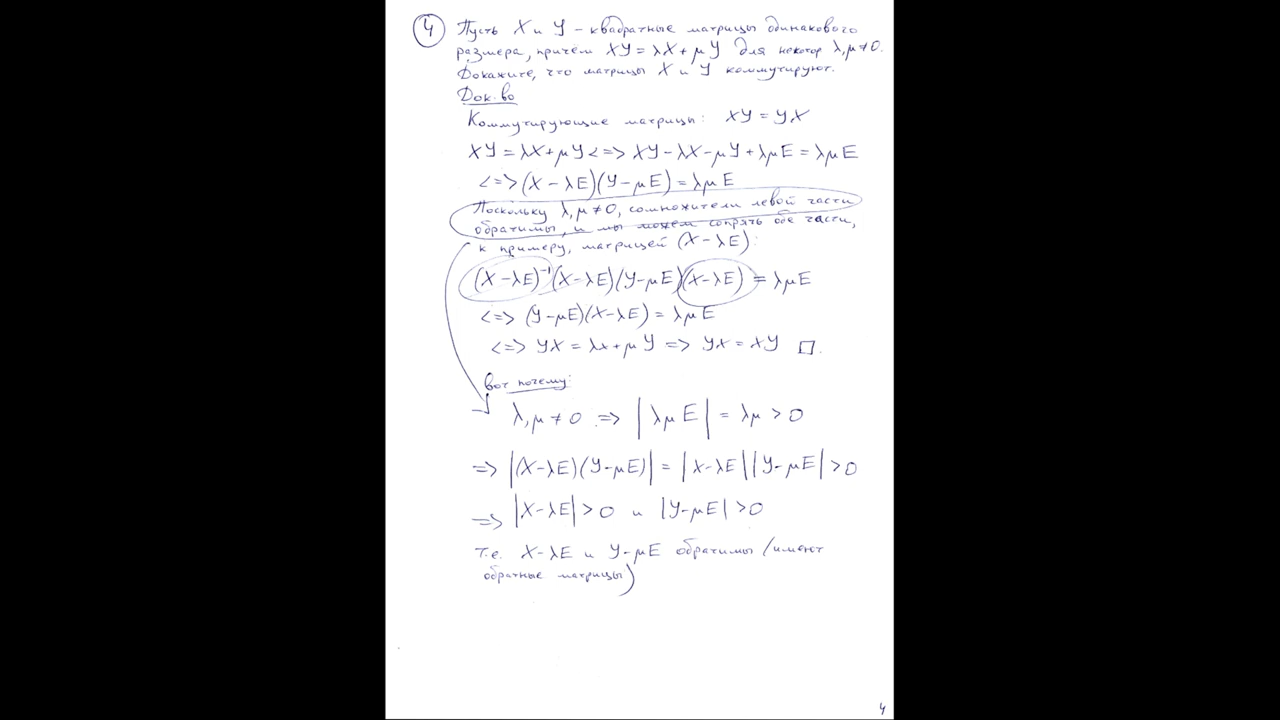 4 Пусть X и Y – квадратные матрицы одинакового
размера, причём XY = λX + μY для некотор λ, μ ≠ 0.
Докажите, что матрицы X и Y коммутируют.
Док-во
Коммутирующие матрицы: XY = YX
XY = λX + μY <=> XY – λX – μY + λμE = λμE
<=> (X – λE)(Y – μE) = λμE
Поскольку λ, μ ≠ 0, сомножители левой части
обратимы, и мы можем сопрять обе части,
к примеру, матрицей (X – λE):
(X – λE)⁻¹(X – λE)(Y – μE)(X – λE) = λμE
<=> (Y – μE)(X – λE) = λμE
<=> YX = λx + μY => YX = XY □.
вот почему:
λ, μ ≠ 0 => |λμE| = λμ > 0
=> |(X – λE)(Y – μE)| = |X – λE| |Y – μE| > 0
=> |X – λE| > 0 и |Y – μE| > 0
Т.е. X – λE и Y – μE обратимы (имеют
обратные матрицы)
4